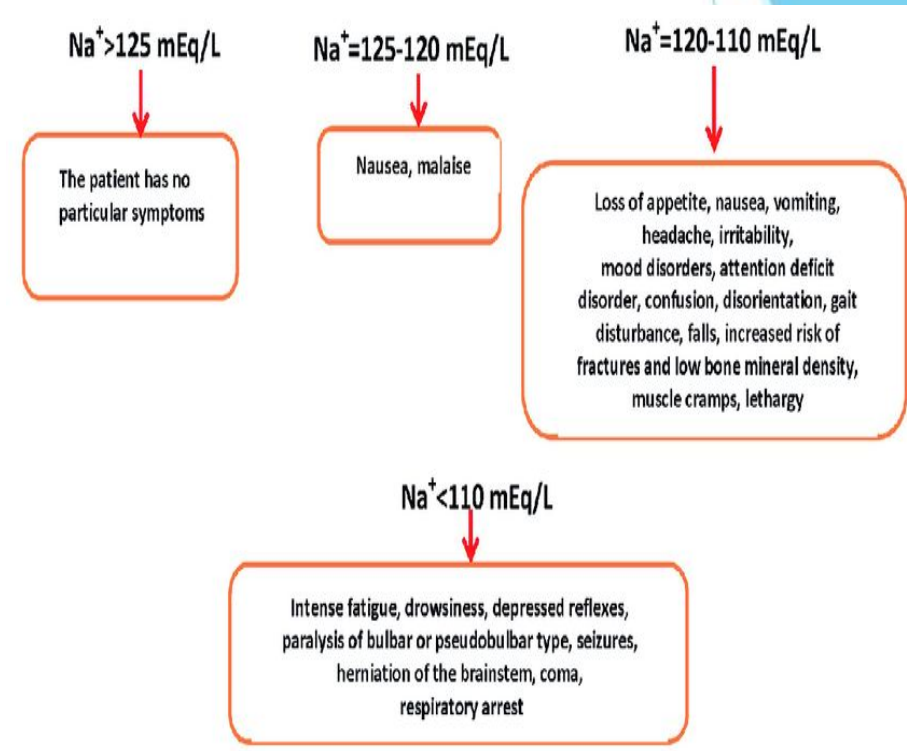 Na⁺>125 mEq/L
The patient has no
particular symptoms
Na⁺=125-120 mEq/L
Nausea, malaise
Na⁺=120-110 mEq/L
Loss of appetite, nausea, vomiting,
headache, irritability,
mood disorders, attention deficit
disorder, confusion, disorientation, gait
disturbance, falls, increased risk of
fractures and low bone mineral density,
muscle cramps, lethargy
Na⁺<110 mEq/L
Intense fatigue, drowsiness, depressed reflexes,
paralysis of bulbar or pseudobulbar type, seizures,
herniation of the brainstem, coma,
respiratory arrest